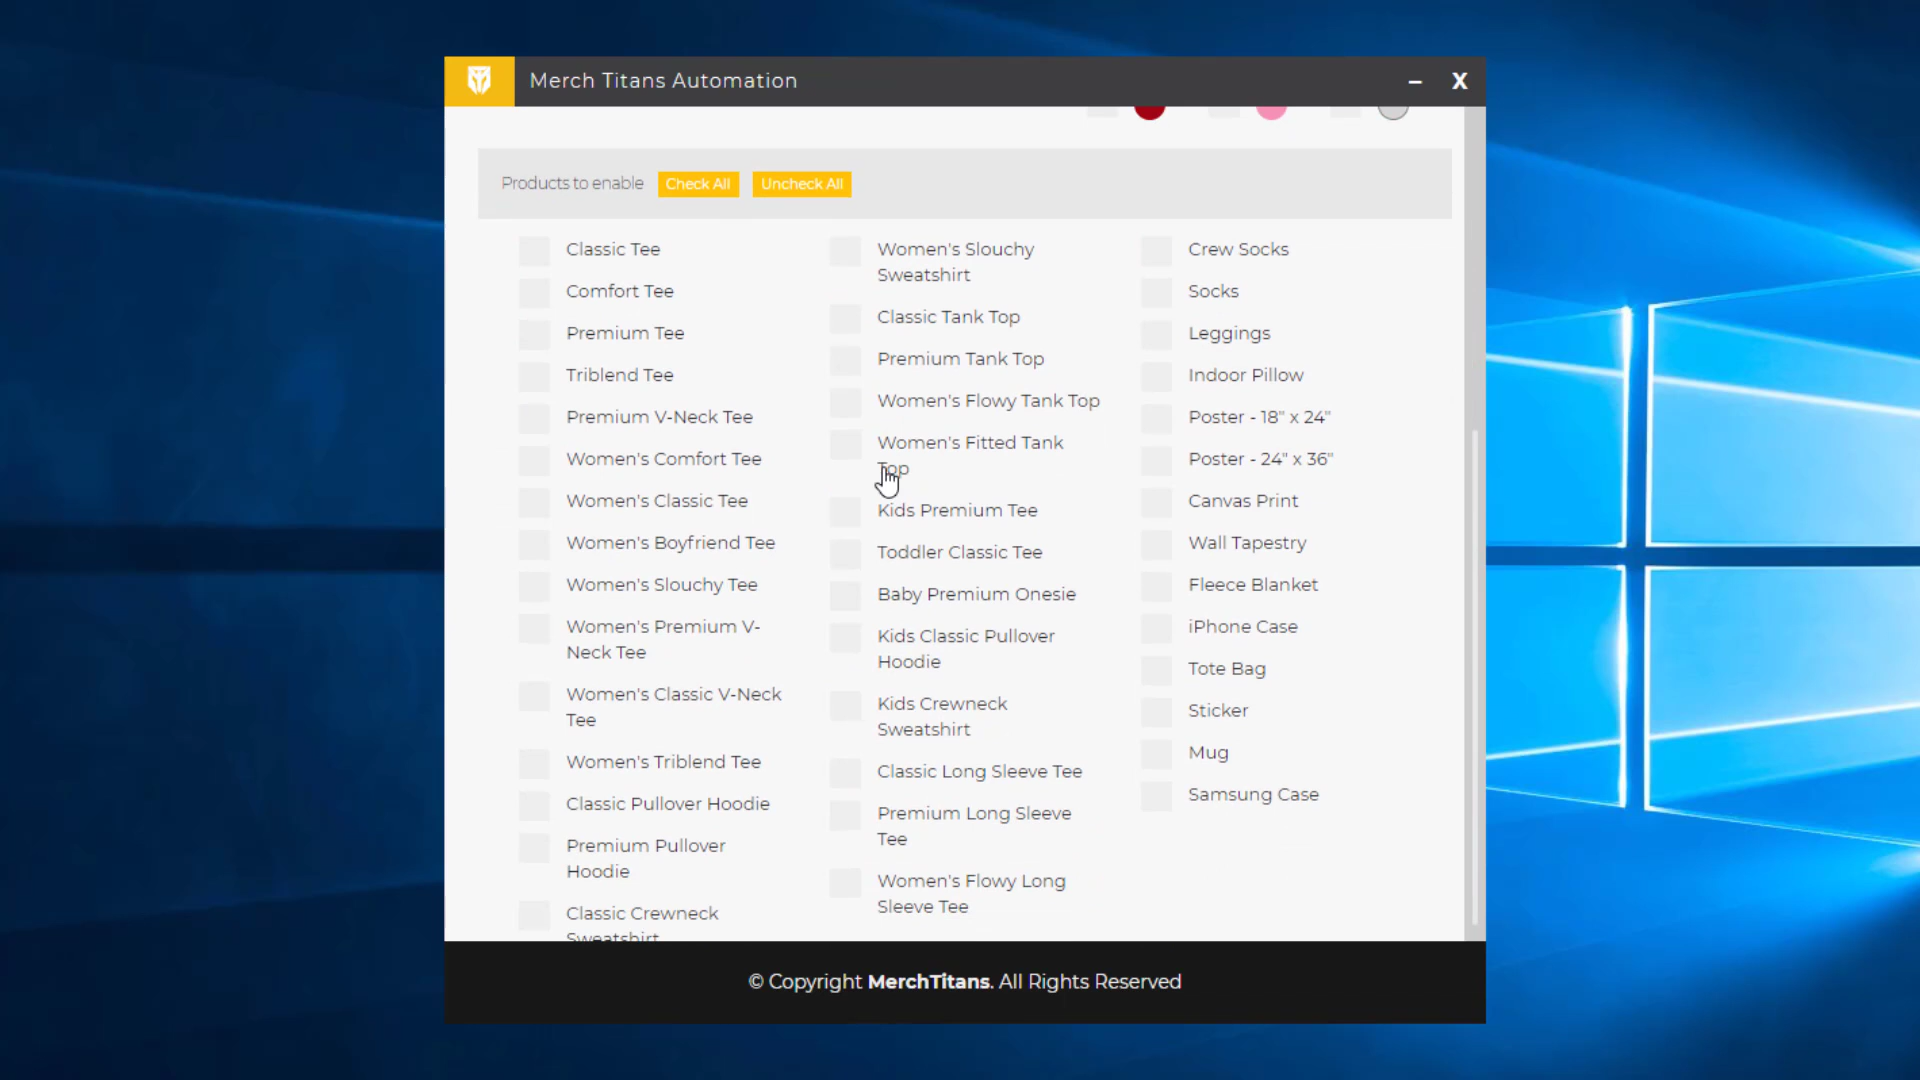 Merch Titans Automation
X
Products to enable
Check All
Uncheck All
Classic Tee
Comfort Tee
Premium Tee
Triblend Tee
Premium V-Neck Tee
Women's Comfort Tee
Women's Classic Tee
Women's Boyfriend Tee
Women's Slouchy Tee
Women's Premium V-
Neck Tee
Women's Classic V-Neck
Tee
Women's Triblend Tee
Classic Pullover Hoodie
Premium Pullover
Hoodie
Classic Crewneck
Sweatshirt
Women's Slouchy
Sweatshirt
Classic Tank Top
Premium Tank Top
Women's Flowy Tank Top
Women's Fitted Tank
Top
Kids Premium Tee
Toddler Classic Tee
Baby Premium Onesie
Kids Classic Pullover
Hoodie
Kids Crewneck
Sweatshirt
Classic Long Sleeve Tee
Premium Long Sleeve
Tee
Women's Flowy Long
Sleeve Tee
Crew Socks
Socks
Leggings
Indoor Pillow
Poster - 18" x 24"
Poster - 24" x 36"
Canvas Print
Wall Tapestry
Fleece Blanket
iPhone Case
Tote Bag
Sticker
Mug
Samsung Case
© Copyright MerchTitans. All Rights Reserved